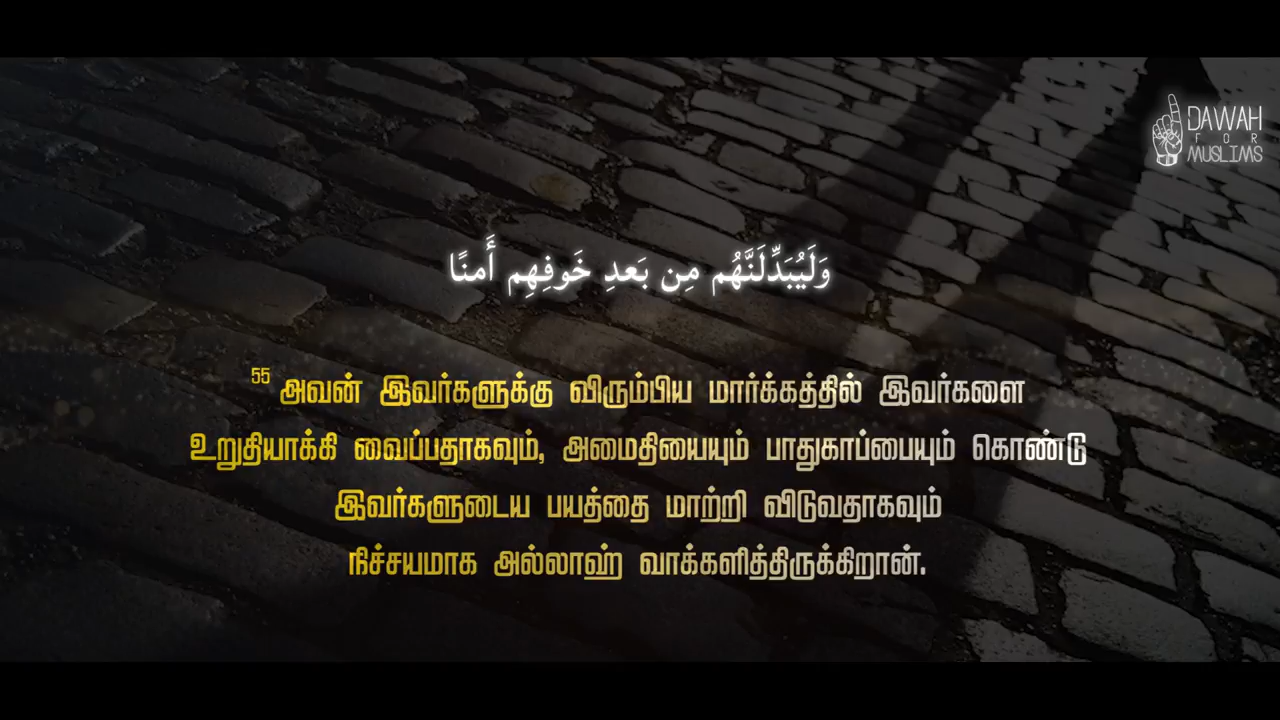 DAWAH
FOR
MUSLIMS
وَلَيُبَدِّلَنَّهُم مِن بَعدِ خَوفِهِم أَمنًا
55 அவன் இவர்களுக்கு விரும்பிய மார்க்கத்தில் இவர்களை
உறுதியாக்கி வைப்பதாகவும், அமைதியையும் பாதுகாப்பையும் கொண்டு
இவர்களுடைய பயத்தை மாற்றி விடுவதாகவும்
நிச்சயமாக அல்லாஹ் வாக்களித்திருக்கிறான்.